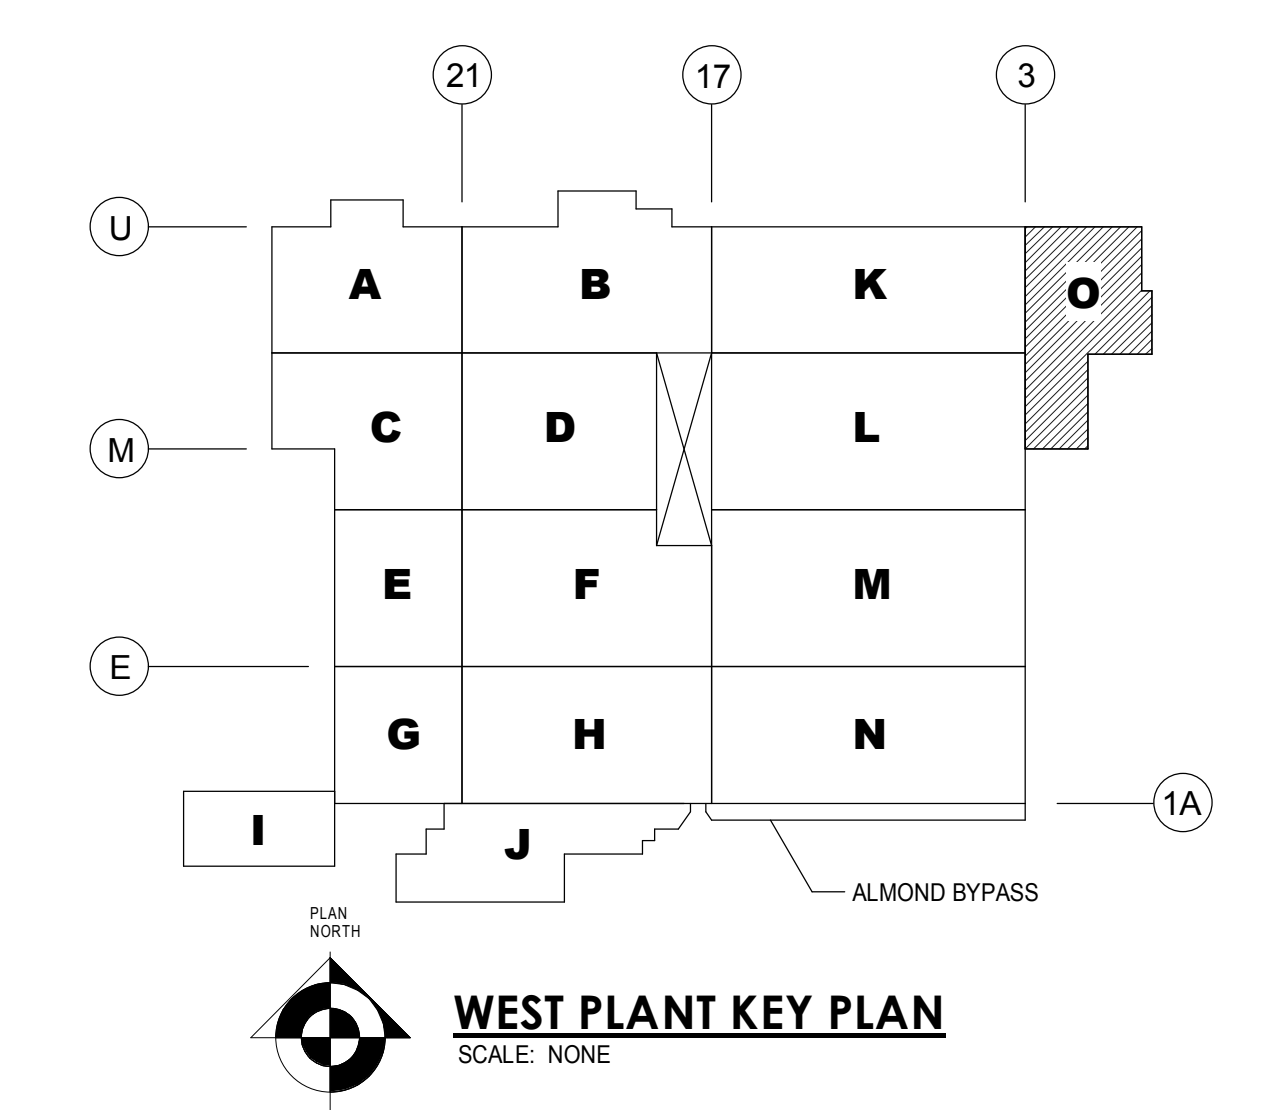 21 17 3
U
A B K O
M
C D L
E F M
E
G H N
1A
I
J
ALMOND BYPASS
PLAN
NORTH
WEST PLANT KEY PLAN
SCALE: NONE